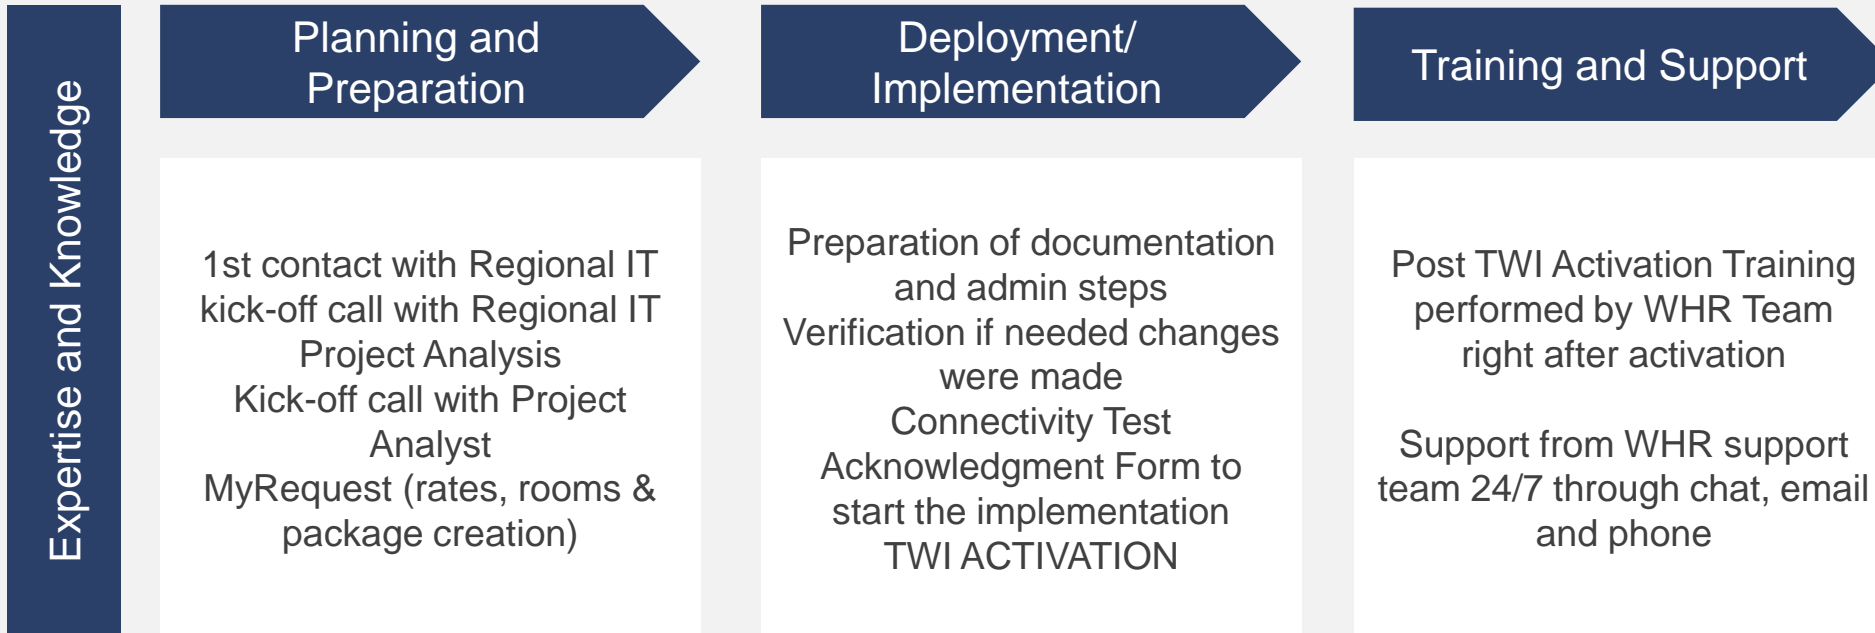 Expertise and Knowledge
Planning and
Preparation
1st contact with Regional IT
kick-off call with Regional IT
Project Analysis
Kick-off call with Project
Analyst
MyRequest (rates, rooms &
package creation)
Deployment/
Implementation
Preparation of documentation
and admin steps
Verification if needed changes
were made
Connectivity Test
Acknowledgment Form to
start the implementation
TWI ACTIVATION
Training and Support
Post TWI Activation Training
performed by WHR Team
right after activation
Support from WHR support
team 24/7 through chat, email
and phone